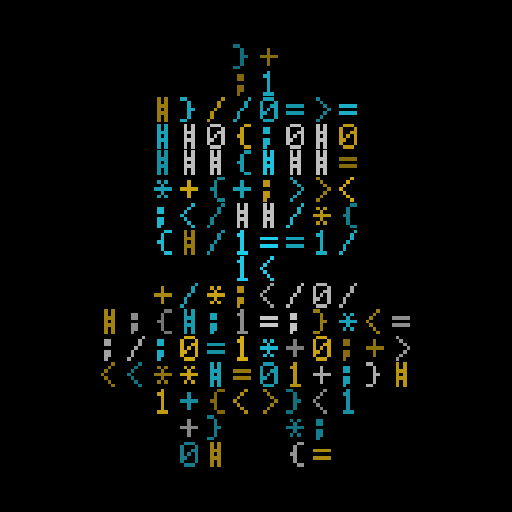 } +
; 1
# } / / 0 = > =
# # 0 { ; 0 # 0
# # # { # # # =
* + { + ; > > <
; < / # # / * {
{ # / 1 = = 1 /
1 <
+ / * ; < / 0 /
# ; { # ; 1 = ; } * < =
; / ; 0 = 1 * + 0 ; + >
< < * * # = 0 1 + ; } #
1 + { < > } < 1
+ } * ;
0 # { =